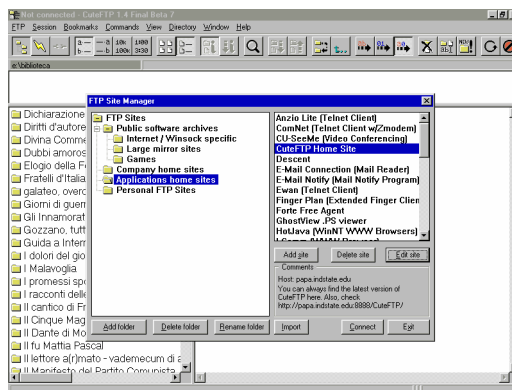 Not connected - CuteFTP 1.4 Final Beta 7
FTP Session Bookmarks Commands View Directory Window Help
e:\biblioteca
FTP Site Manager
FTP Sites
Public software archives
Internet / Winsock specific
Large mirror sites
Games
Company home sites
Applications home sites
Personal FTP Sites
Anzio Lite (Telnet Client)
ComNet (Telnet Client w/Zmodem)
CU-SeeMe (Video Conferencing)
CuteFTP Home Site
Descent
E-Mail Connection (Mail Reader)
E-Mail Notify (Mail Notify Program)
Ewan (Telnet Client)
Finger Plan (Extended Finger Clien
Forte Free Agent
GhostView .PS viewer
HotJava (WinNT WWW Browsers)
Add site Delete site Edit site
Comments
Host: papa.indstate.edu
You can always find the latest version of
CuteFTP here. Also, check
http://papa.indstate.edu:8888/CuteFTP/
Add folder Delete folder Rename folder Import Connect Exit
Dichiarazione
Diritti d'autore
Divina Comme
Dubbi amoros
Elogio della F
Fratelli d'Italia
galateo, overo
Giorni di guer
Gli Innamorat
Gozzano, tutt
Guida a Intern
I dolori del gio
I Malavoglia
I promessi spo
I racconti delle
Il cantico di Fr
Il Cinque Mag
Il Dante di Mo
Il fu Mattia Pascal
Il lettore a(r)mato - vademecum di a
Il Manifesto del Partito Comunista